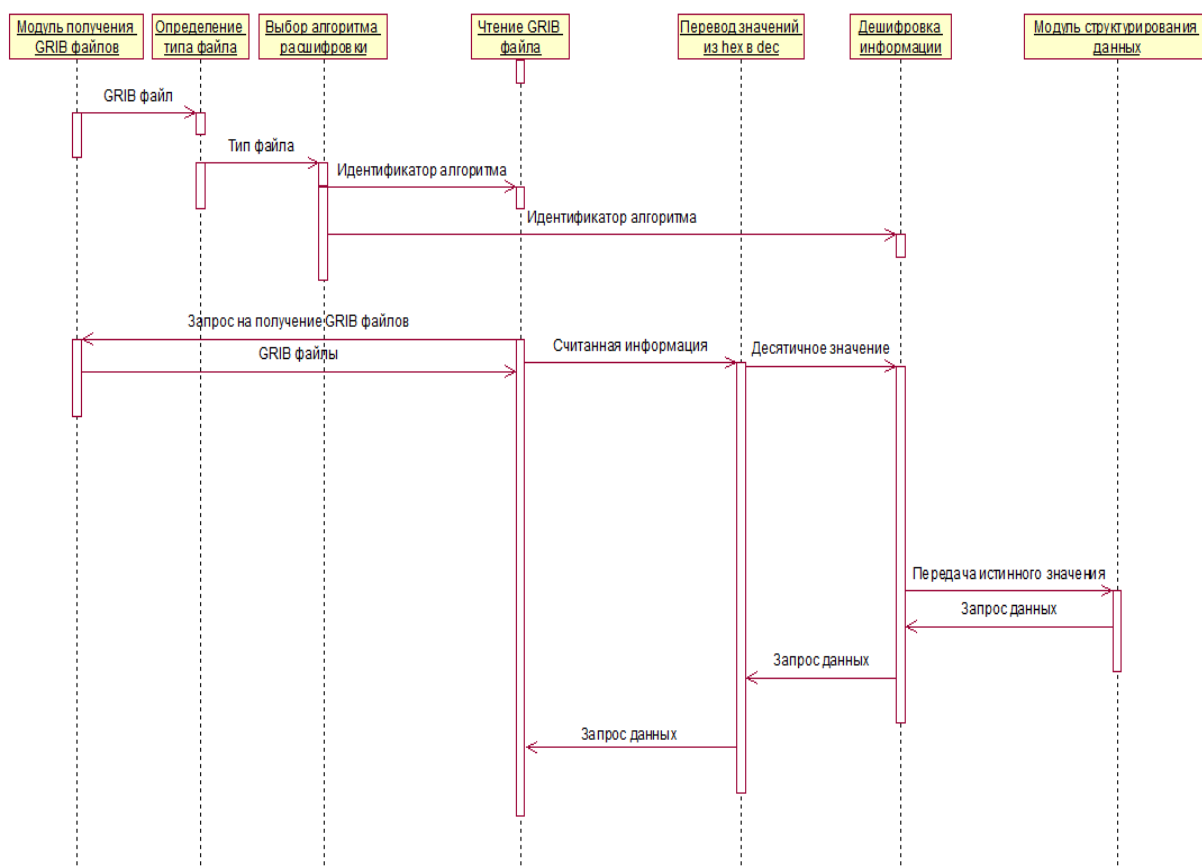 Модуль получения
GRIB файлов
Определение
типа файла
Выбор алгоритма
расшифровки
Чтение GRIB
файла
Перевод значений
из hex в dec
Дешифровка
информации
Модуль структурирования
данных
GRIB файл
Тип файла
Идентификатор алгоритма
Идентификатор алгоритма
Запрос на получение GRIB файлов
GRIB файлы
Считанная информация
Десятичное значение
Передача истинного значения
Запрос данных
Запрос данных
Запрос данных